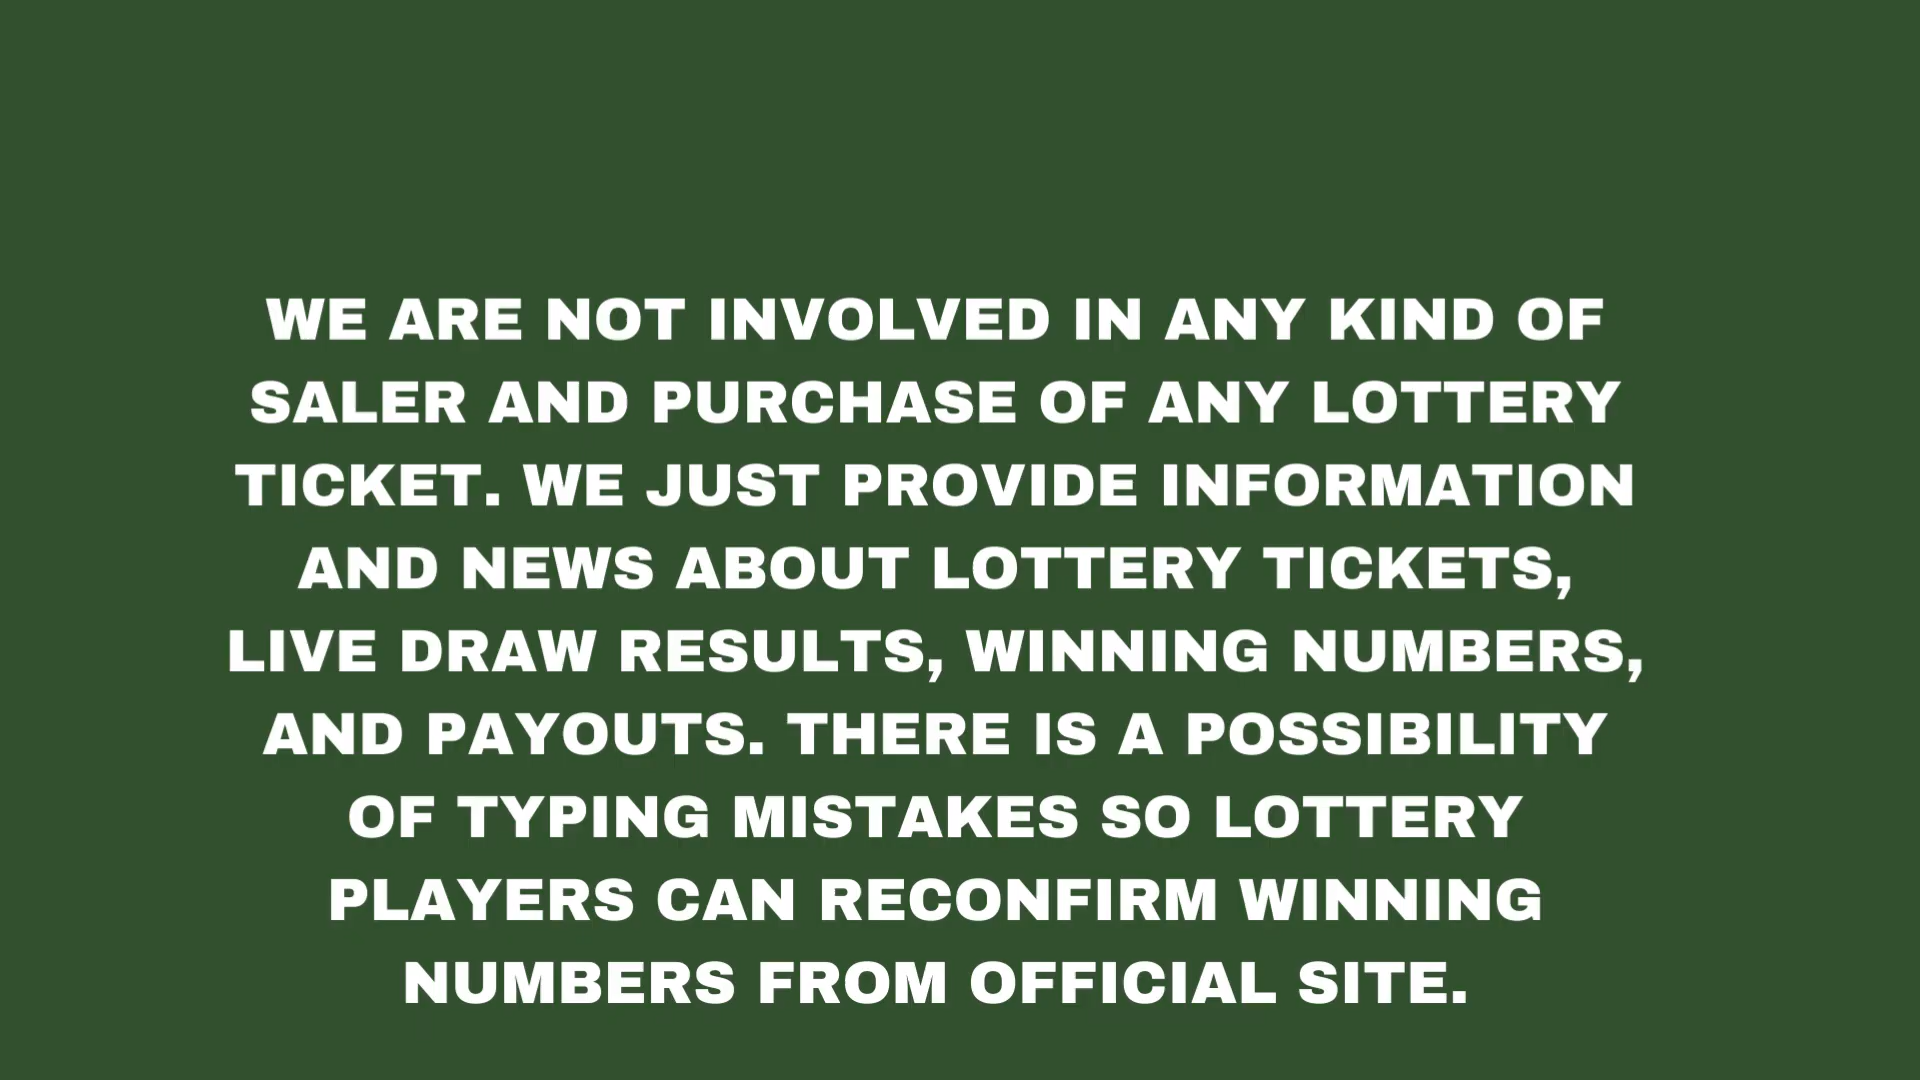 WE ARE NOT INVOLVED IN ANY KIND OF
SALER AND PURCHASE OF ANY LOTTERY
TICKET. WE JUST PROVIDE INFORMATION
AND NEWS ABOUT LOTTERY TICKETS,
LIVE DRAW RESULTS, WINNING NUMBERS,
AND PAYOUTS. THERE IS A POSSIBILITY
OF TYPING MISTAKES SO LOTTERY
PLAYERS CAN RECONFIRM WINNING
NUMBERS FROM OFFICIAL SITE.